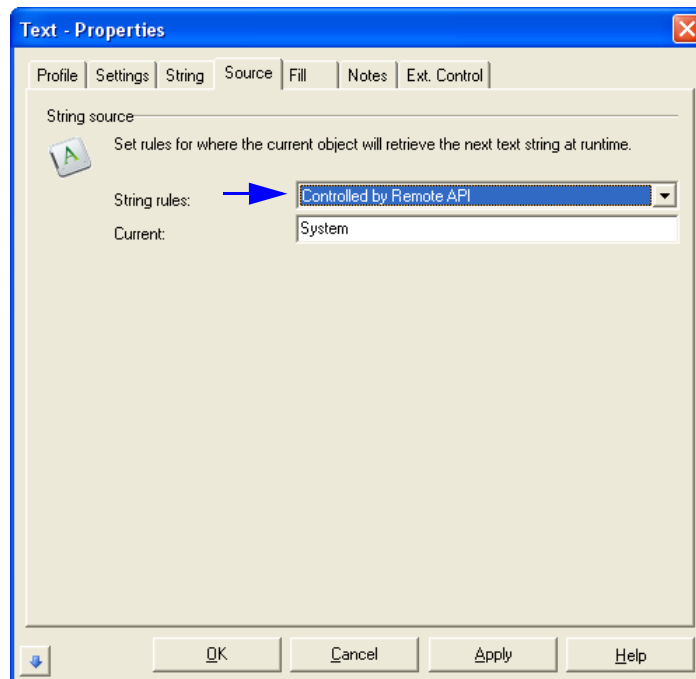 Text - Properties
Profile Settings String Source Fill Notes Ext. Control
String source
Set rules for where the current object will retrieve the next text string at runtime.
A
String rules: Controlled by Remote API
Current: System
OK Cancel Apply Help